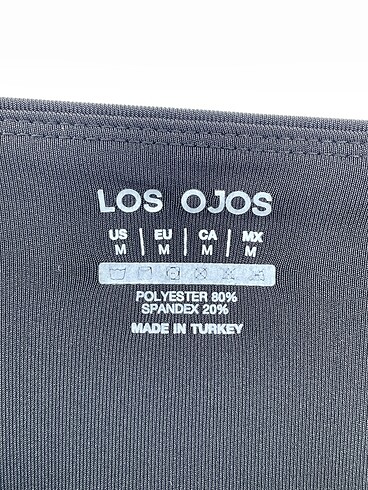 LOS OJOS
US | EU | CA | MX
M | M | M | M
POLYESTER 80%
SPANDEX 20%
MADE IN TURKEY